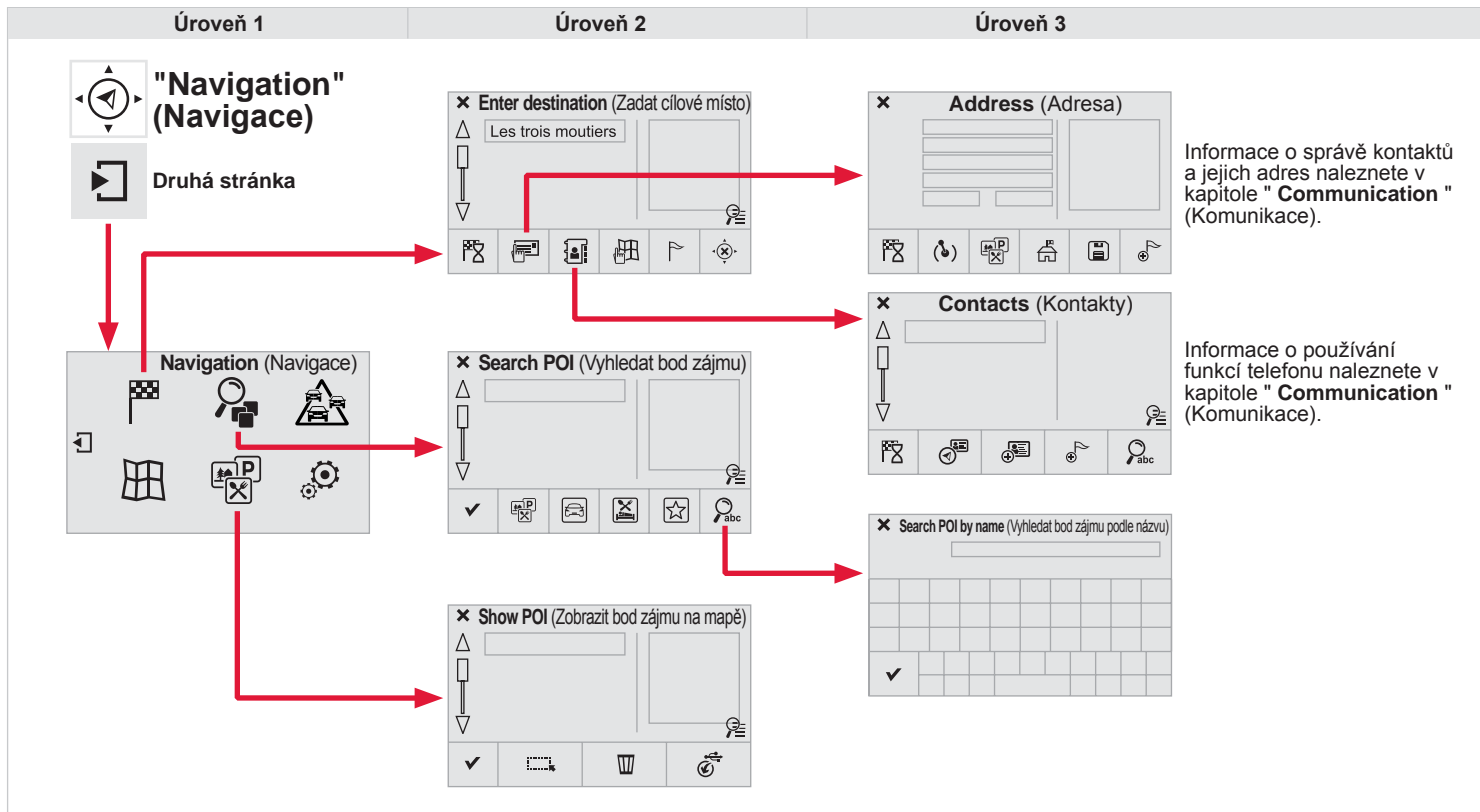 Úroveň 1
Úroveň 2
Úroveň 3
"Navigation"
(Navigace)
Druhá stránka
Navigation (Navigace)
P
✖ Enter destination (Zadat cílové místo)
Les trois moutiers
✖ Search POI (Vyhledat bod zájmu)
P
abc
✖ Show POI (Zobrazit bod zájmu na mapě)
✖ Address (Adresa)
P
Informace o správě kontaktů
a jejich adres naleznete v
kapitole " Communication "
(Komunikace).
✖ Contacts (Kontakty)
abc
Informace o používání
funkcí telefonu naleznete v
kapitole " Communication "
(Komunikace).
✖ Search POI by name (Vyhledat bod zájmu podle názvu)